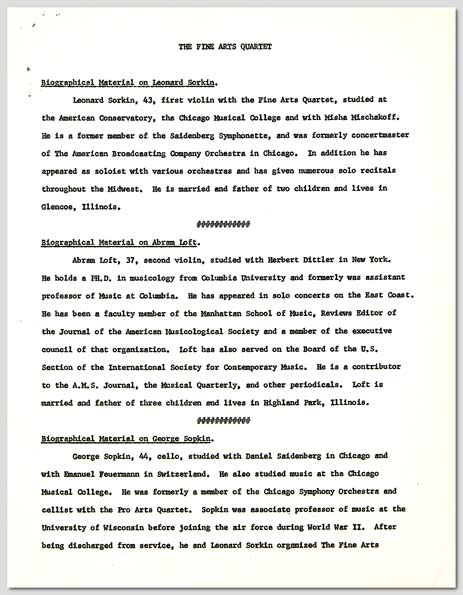 THE FINE ARTS QUARTET
Biographical Material on Leonard Sorkin.
Leonard Sorkin, 43, first violin with the Fine Arts Quartet, studied at
the American Conservatory, the Chicago Musical College and with Misha Mischakoff.
He is a former member of the Saidenberg Symphonette, and was formerly concertmaster
of The American Broadcasting Company Orchestra in Chicago. In addition he has
appeared as soloist with various orchestras and has given numerous solo recitals
throughout the Midwest. He is married and father of two children and lives in
Glencoe, Illinois.
############
Biographical Material on Abram Loft.
Abram Loft, 37, second violin, studied with Herbert Dittler in New York.
He holds a PH.D. in musicology from Columbia University and formerly was assistant
professor of Music at Columbia. He has appeared in solo concerts on the East Coast.
He has been a faculty member of the Manhattan School of Music, Reviews Editor of
the Journal of the American Musicological Society and a member of the executive
council of that organization. Loft has also served on the Board of the U.S.
Section of the International Society for Contemporary Music. He is a contributor
to the A.M.S. Journal, the Musical Quarterly, and other periodicals. Loft is
married and father of three children and lives in Highland Park, Illinois.
############
Biographical Material on George Sopkin.
George Sopkin, 44, cello, studied with Daniel Saidenberg in Chicago and
with Emanuel Feuermann in Switzerland. He also studied music at the Chicago
Musical College. He was formerly a member of the Chicago Symphony Orchestra and
cellist with the Pro Arts Quartet. Sopkin was associate professor of music at the
University of Wisconsin before joining the air force during World War II. After
being discharged from service, he and Leonard Sorkin organized The Fine Arts